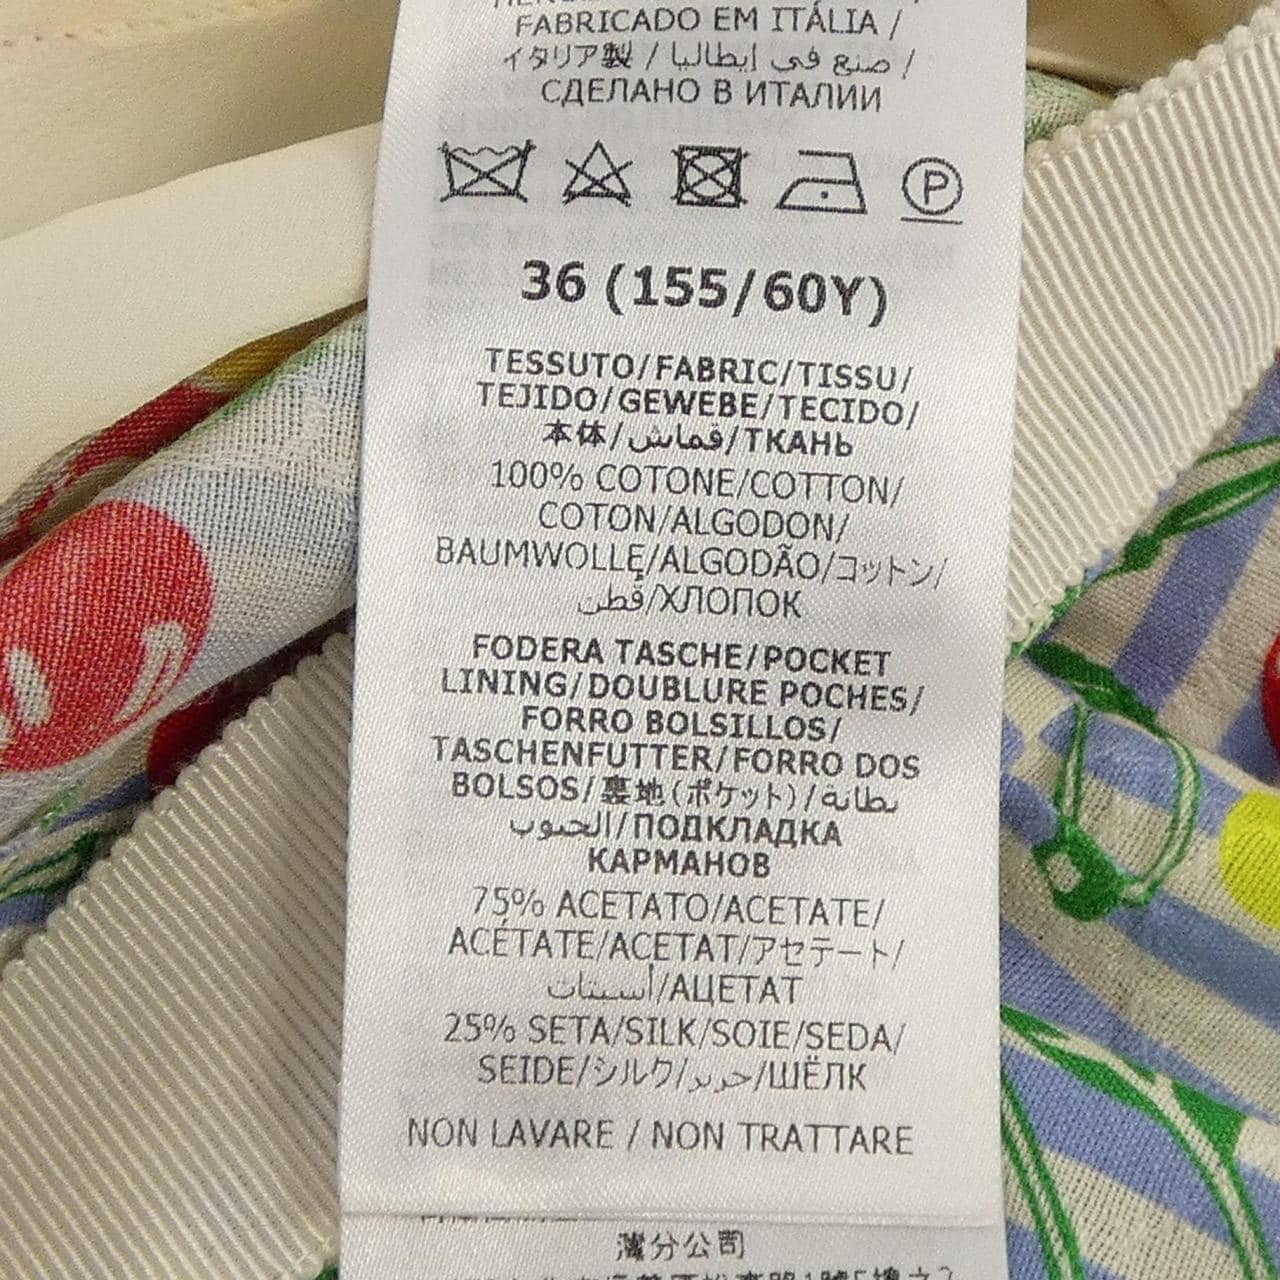 FABRICADO EM ITÁLIA /
イタリア製 / صنع في إيطاليا /
СДЕЛАНО В ИТАЛИИ
P
36 (155/60Y)
TESSUTO/FABRIC/TISSU/
TEJIDO/GEWEBE/TECIDO/
本体/قماش/ТКАНЬ
100% COTONE/COTTON/
COTON/ALGODON/
BAUMWOLLE/ALGODÃO/コットン/
قطن/ХЛОПОК
FODERA TASCHE/POCKET
LINING/DOUBLURE POCHES/
FORRO BOLSILLOS/
TASCHENFUTTER/FORRO DOS
BOLSOS/裏地(ポケット)/بطانة
الجيوب/ПОДКЛАДКА
КАРМАНОВ
75% ACETATO/ACETATE/
ACÉTATE/ACETAT/アセテート/
أسيتات/АЦЕТАТ
25% SETA/SILK/SOIE/SEDA/
SEIDE/シルク/حرير/ШЁЛК
NON LAVARE / NON TRATTARE
灣分公司